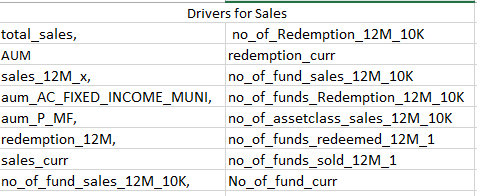 Drivers for Sales
total_sales, no_of_Redemption_12M_10K
AUM redemption_curr
sales_12M_x, no_of_fund_sales_12M_10K
aum_AC_FIXED_INCOME_MUNI, no_of_funds_Redemption_12M_10K
aum_P_MF, no_of_assetclass_sales_12M_10K
redemption_12M, no_of_funds_redeemed_12M_1
sales_curr no_of_funds_sold_12M_1
no_of_fund_sales_12M_10K, No_of_fund_curr